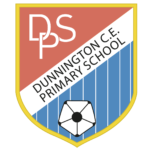 DPS
DUNNINGTON C.E.
PRIMARY SCHOOL